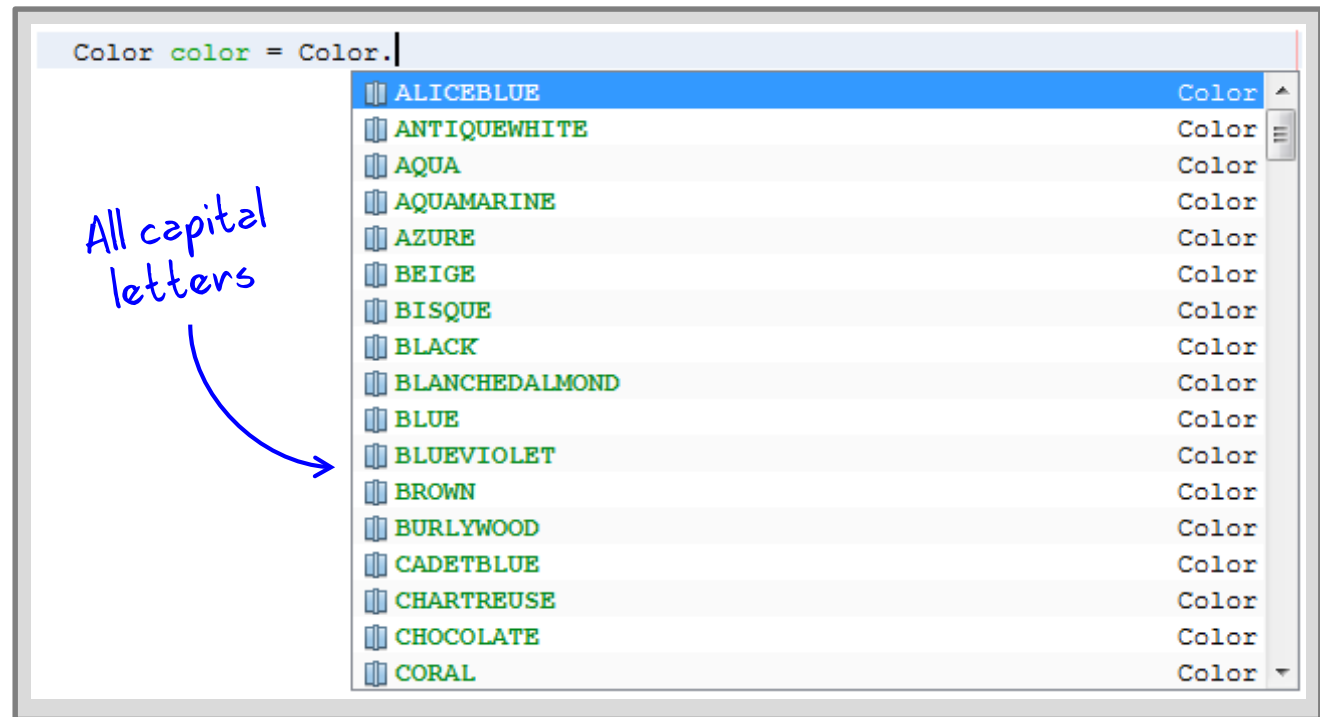 Color color = Color.
ALICEBLUE Color
ANTIQUEWHITE Color
AQUA Color
AQUAMARINE Color
AZURE Color
BEIGE Color
BISQUE Color
BLACK Color
BLANCHEDALMOND Color
BLUE Color
BLUEVIOLET Color
BROWN Color
BURLYWOOD Color
CADETBLUE Color
CHARTREUSE Color
CHOCOLATE Color
CORAL Color
All capital
letters